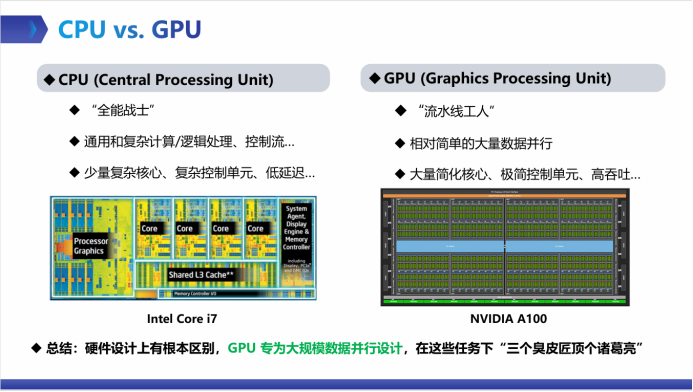 CPU vs. GPU
◆ CPU (Central Processing Unit)
◆ “全能战士”
◆ 通用和复杂计算/逻辑处理、控制流…
◆ 少量复杂核心、复杂控制单元、低延迟…
Processor Graphics
Core
Core
Core
Core
System Agent, Display Engine & Memory Controller
Shared L3 Cache**
Memory Controller I/O
Intel Core i7
◆ GPU (Graphics Processing Unit)
◆ “流水线工人”
◆ 相对简单的大量数据并行
◆ 大量简化核心、极简控制单元、高吞吐…
NVIDIA A100
◆ 总结：硬件设计上有根本区别，GPU 专为大规模数据并行设计，在这些任务下“三个臭皮匠顶个诸葛亮”